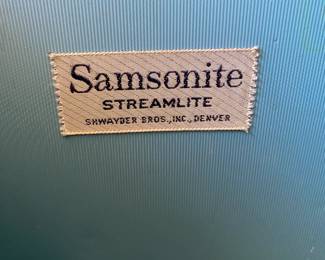 Samsonite
STREAMLITE
SHWAYDER BROS., INC., DENVER